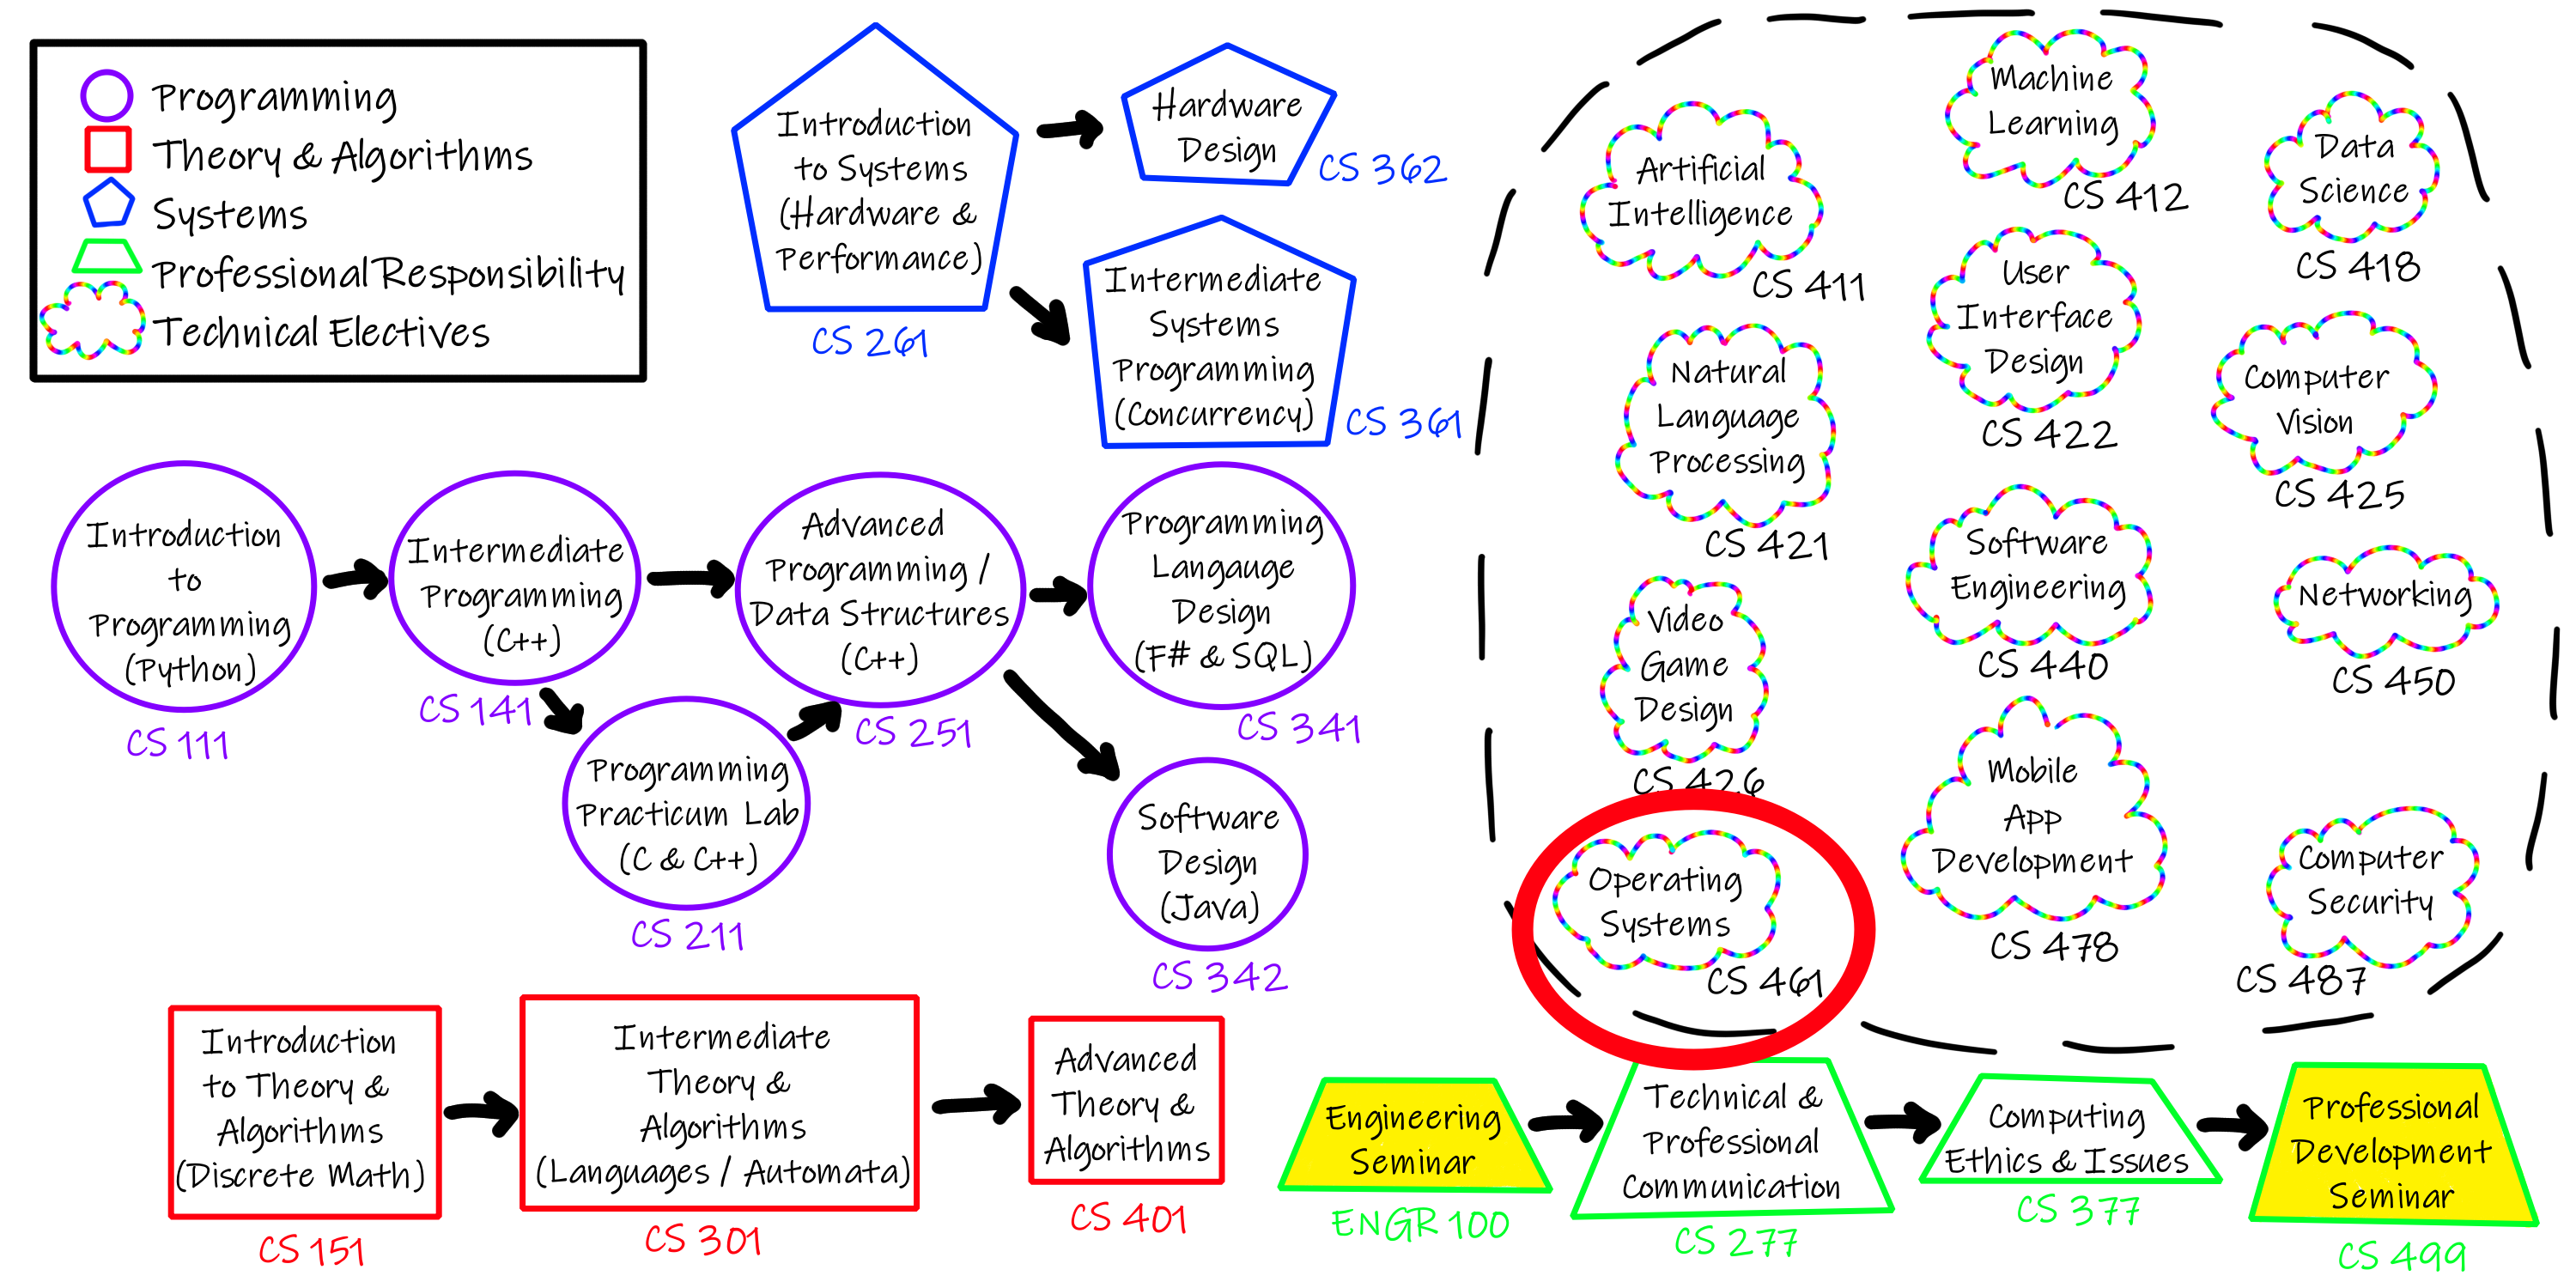 Programming
Theory & Algorithms
Systems
Professional Responsibility
Technical Electives
Introduction
to Systems
(Hardware &
Performance)
CS 261
Hardware
Design
CS 362
Intermediate
Systems
Programming
(Concurrency)
CS 361
Introduction
to
Programming
(Python)
CS 111
Intermediate
Programming
(C++)
CS 141
Programming
Practicum Lab
(C & C++)
CS 211
Advanced
Programming /
Data Structures
(C++)
CS 251
Programming
Langauge
Design
(F# & SQL)
CS 341
Software
Design
(Java)
CS 342
Introduction
to Theory &
Algorithms
(Discrete Math)
CS 151
Intermediate
Theory &
Algorithms
(Languages / Automata)
CS 301
Advanced
Theory &
Algorithms
CS 401
Artificial
Intelligence
CS 411
Machine
Learning
CS 412
Data
Science
CS 418
Natural
Language
Processing
CS 421
User
Interface
Design
CS 422
Computer
Vision
CS 425
Video
Game
Design
CS 426
Software
Engineering
CS 440
Networking
CS 450
Operating
Systems
CS 461
Mobile
App
Development
CS 478
Computer
Security
CS 487
Engineering
Seminar
ENGR 100
Technical &
Professional
Communication
CS 277
Computing
Ethics & Issues
CS 377
Professional
Development
Seminar
CS 499